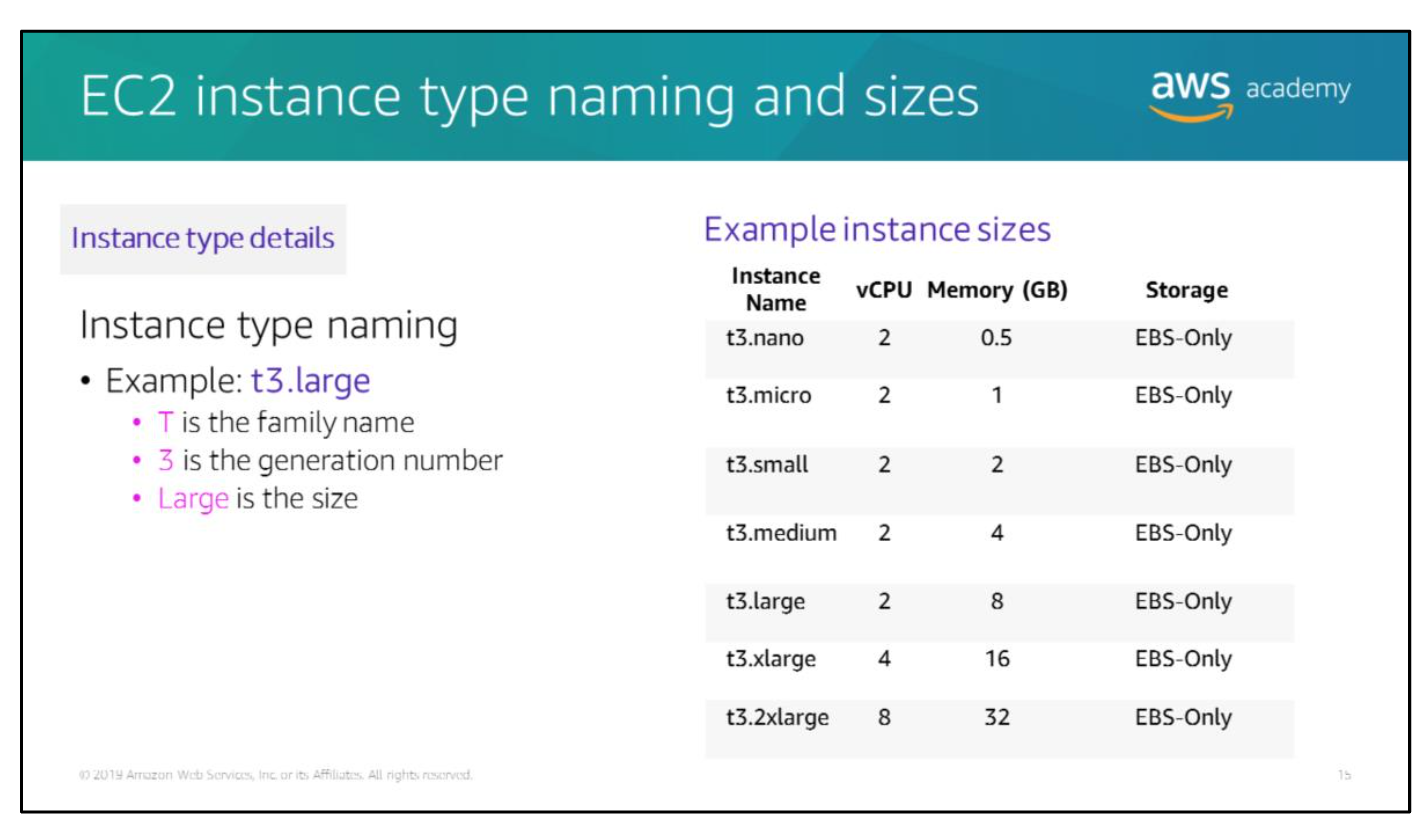 EC2 instance type naming and sizes
aws academy
Instance type details
Instance type naming
• Example: t3.large
• T is the family name
• 3 is the generation number
• Large is the size
Example instance sizes
Instance Name vCPU Memory (GB) Storage
t3.nano 2 0.5 EBS-Only
t3.micro 2 1 EBS-Only
t3.small 2 2 EBS-Only
t3.medium 2 4 EBS-Only
t3.large 2 8 EBS-Only
t3.xlarge 4 16 EBS-Only
t3.2xlarge 8 32 EBS-Only
© 2019 Amazon Web Services, Inc. or its Affiliates. All rights reserved.
15